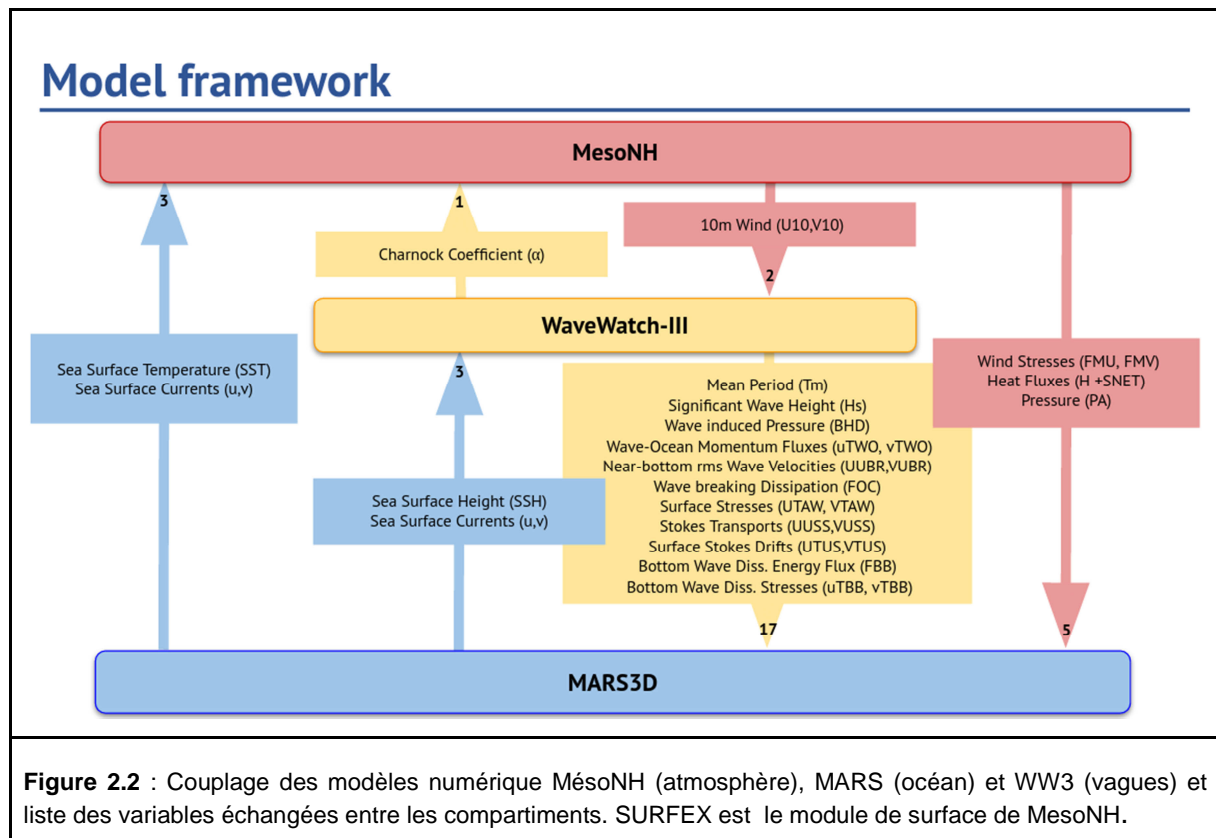 Model framework
MesoNH
3
1
10m Wind (U10,V10)
Charnock Coefficient (α)
2
WaveWatch-III
Sea Surface Temperature (SST)
Sea Surface Currents (u,v)
3
Wind Stresses (FMU, FMV)
Heat Fluxes (H +SNET)
Pressure (PA)
Mean Period (Tm)
Significant Wave Height (Hs)
Wave induced Pressure (BHD)
Wave-Ocean Momentum Fluxes (uTWO, vTWO)
Near-bottom rms Wave Velocities (UUBR,VUBR)
Wave breaking Dissipation (FOC)
Surface Stresses (UTAW, VTAW)
Stokes Transports (UUSS,VUSS)
Surface Stokes Drifts (UTUS,VTUS)
Bottom Wave Diss. Energy Flux (FBB)
Bottom Wave Diss. Stresses (uTBB, vTBB)
Sea Surface Height (SSH)
Sea Surface Currents (u,v)
17
5
MARS3D
Figure 2.2 : Couplage des modèles numérique MésoNH (atmosphère), MARS (océan) et WW3 (vagues) et
liste des variables échangées entre les compartiments. SURFEX est le module de surface de MesoNH.